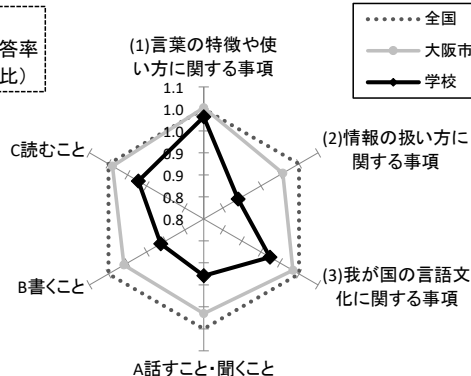 答率
比）
全国
大阪市
学校
(1)言葉の特徴や使
い方に関する事項
1.1
1.0
1.0
0.9
0.9
0.8
0.8
(2)情報の扱い方に
関する事項
(3)我が国の言語文
化に関する事項
A話すこと・聞くこと
B書くこと
C読むこと